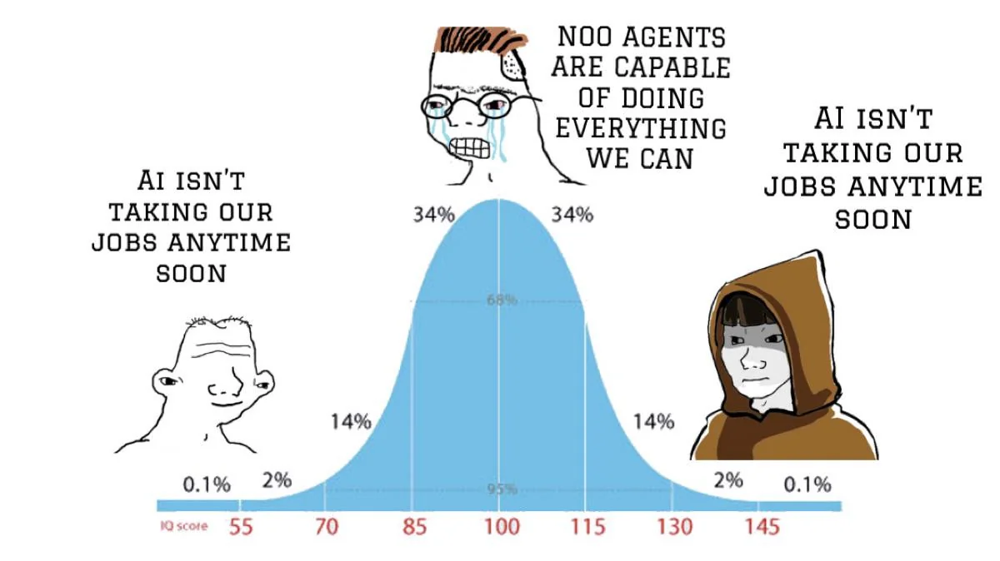 NOO AGENTS
ARE CAPABLE
OF DOING
EVERYTHING
WE CAN
AI ISN'T
TAKING OUR
JOBS ANYTIME
SOON
AI ISN'T
TAKING OUR
JOBS ANYTIME
SOON
34%
34%
68%
14%
14%
0.1%
2%
95%
2%
0.1%
IQ score 55 70 85 100 115 130 145